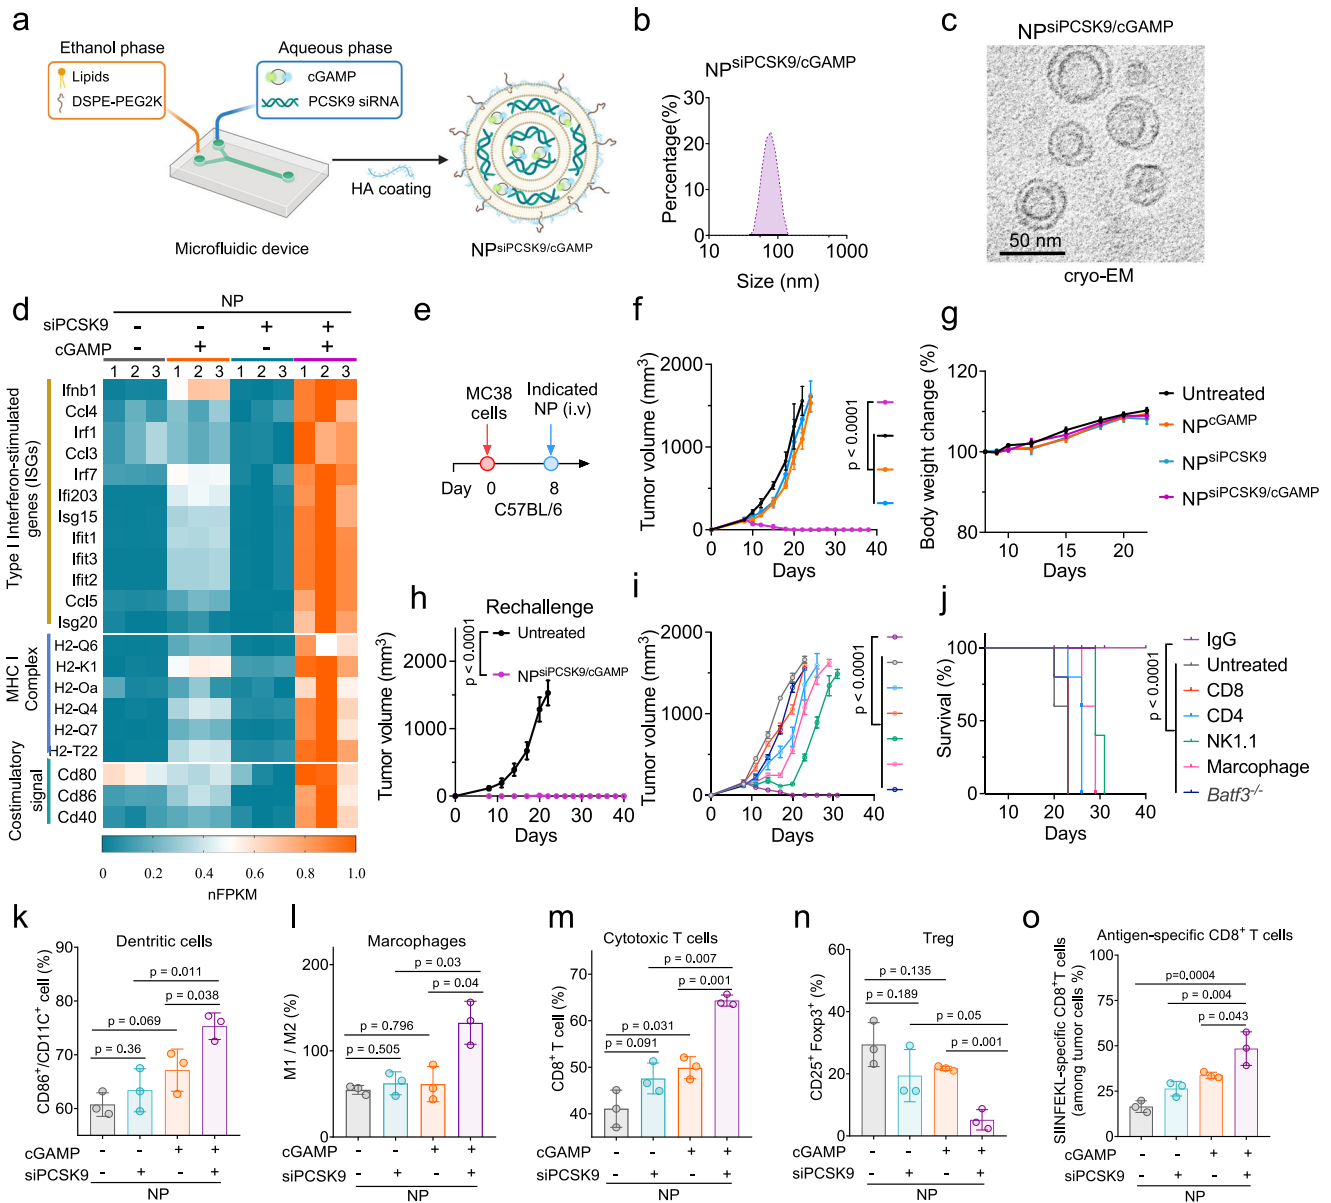 a
Ethanol phase
Aqueous phase
Lipids
DSPE-PEG2K
cGAMP
PCSK9 siRNA
HA coating
Microfluidic device
NPsiPCSK9/cGAMP
b
NPsiPCSK9/cGAMP
Percentage(%)
30
20
10
0
10
100
1000
Size (nm)
c
NPsiPCSK9/cGAMP
50 nm
cryo-EM
d
NP
siPCSK9 - - + +
cGAMP - + - +
1 2 3 1 2 3 1 2 3 1 2 3
Type I Interferon-stimulated
genes (ISGs)
Ifnb1
Ccl4
Irf1
Ccl3
Irf7
Ifi203
Isg15
Ifit1
Ifit3
Ifit2
Ccl5
Isg20
MHC I
Complex
H2-Q6
H2-K1
H2-Oa
H2-Q4
H2-Q7
H2-T22
Costimulatory
signal
Cd80
Cd86
Cd40
0 0.2 0.4 0.6 0.8 1.0
nFPKM
e
MC38
cells
Indicated
NP (i.v)
Day 0 8
C57BL/6
f
Tumor volume (mm3)
2000
1000
0
0 10 20 30 40
Days
p < 0.0001
g
Body weight change (%)
120
100
80
10 15 20
Days
Untreated
NPcGAMP
NPsiPCSK9
NPsiPCSK9/cGAMP
h
Rechallenge
Tumor volume (mm3)
p < 0.0001
Untreated
NPsiPCSK9/cGAMP
2000
1000
0
0 10 20 30 40
Days
i
Tumor volume (mm3)
2000
1000
0
0 10 20 30 40
Days
p < 0.0001
j
Survival (%)
100
50
0
10 20 30 40
Days
p < 0.0001
IgG
Untreated
CD8
CD4
NK1.1
Marcophage
Batf3-/-
k
Dentritic cells
CD86+/CD11C+ cell (%)
90
80
70
60
p = 0.011
p = 0.038
p = 0.069
p = 0.36
cGAMP - - + +
siPCSK9 - + - +
NP
l
Marcophages
M1 / M2 (%)
200
100
0
p = 0.03
p = 0.04
p = 0.796
p = 0.505
cGAMP - - + +
siPCSK9 - + - +
NP
m
Cytotoxic T cells
CD8+ T cell (%)
80
60
40
p = 0.007
p = 0.001
p = 0.031
p = 0.091
cGAMP - - + +
siPCSK9 - + - +
NP
n
Treg
CD25+ Foxp3+ (%)
60
40
20
0
p = 0.135
p = 0.189
p = 0.05
p = 0.001
cGAMP - - + +
siPCSK9 - + - +
NP
o
Antigen-specific CD8+ T cells
SIINFEKL-specific CD8+T cells
(among tumor cells %)
100
75
50
25
0
p=0.0004
p = 0.004
p = 0.043
cGAMP - - + +
siPCSK9 - + - +
NP